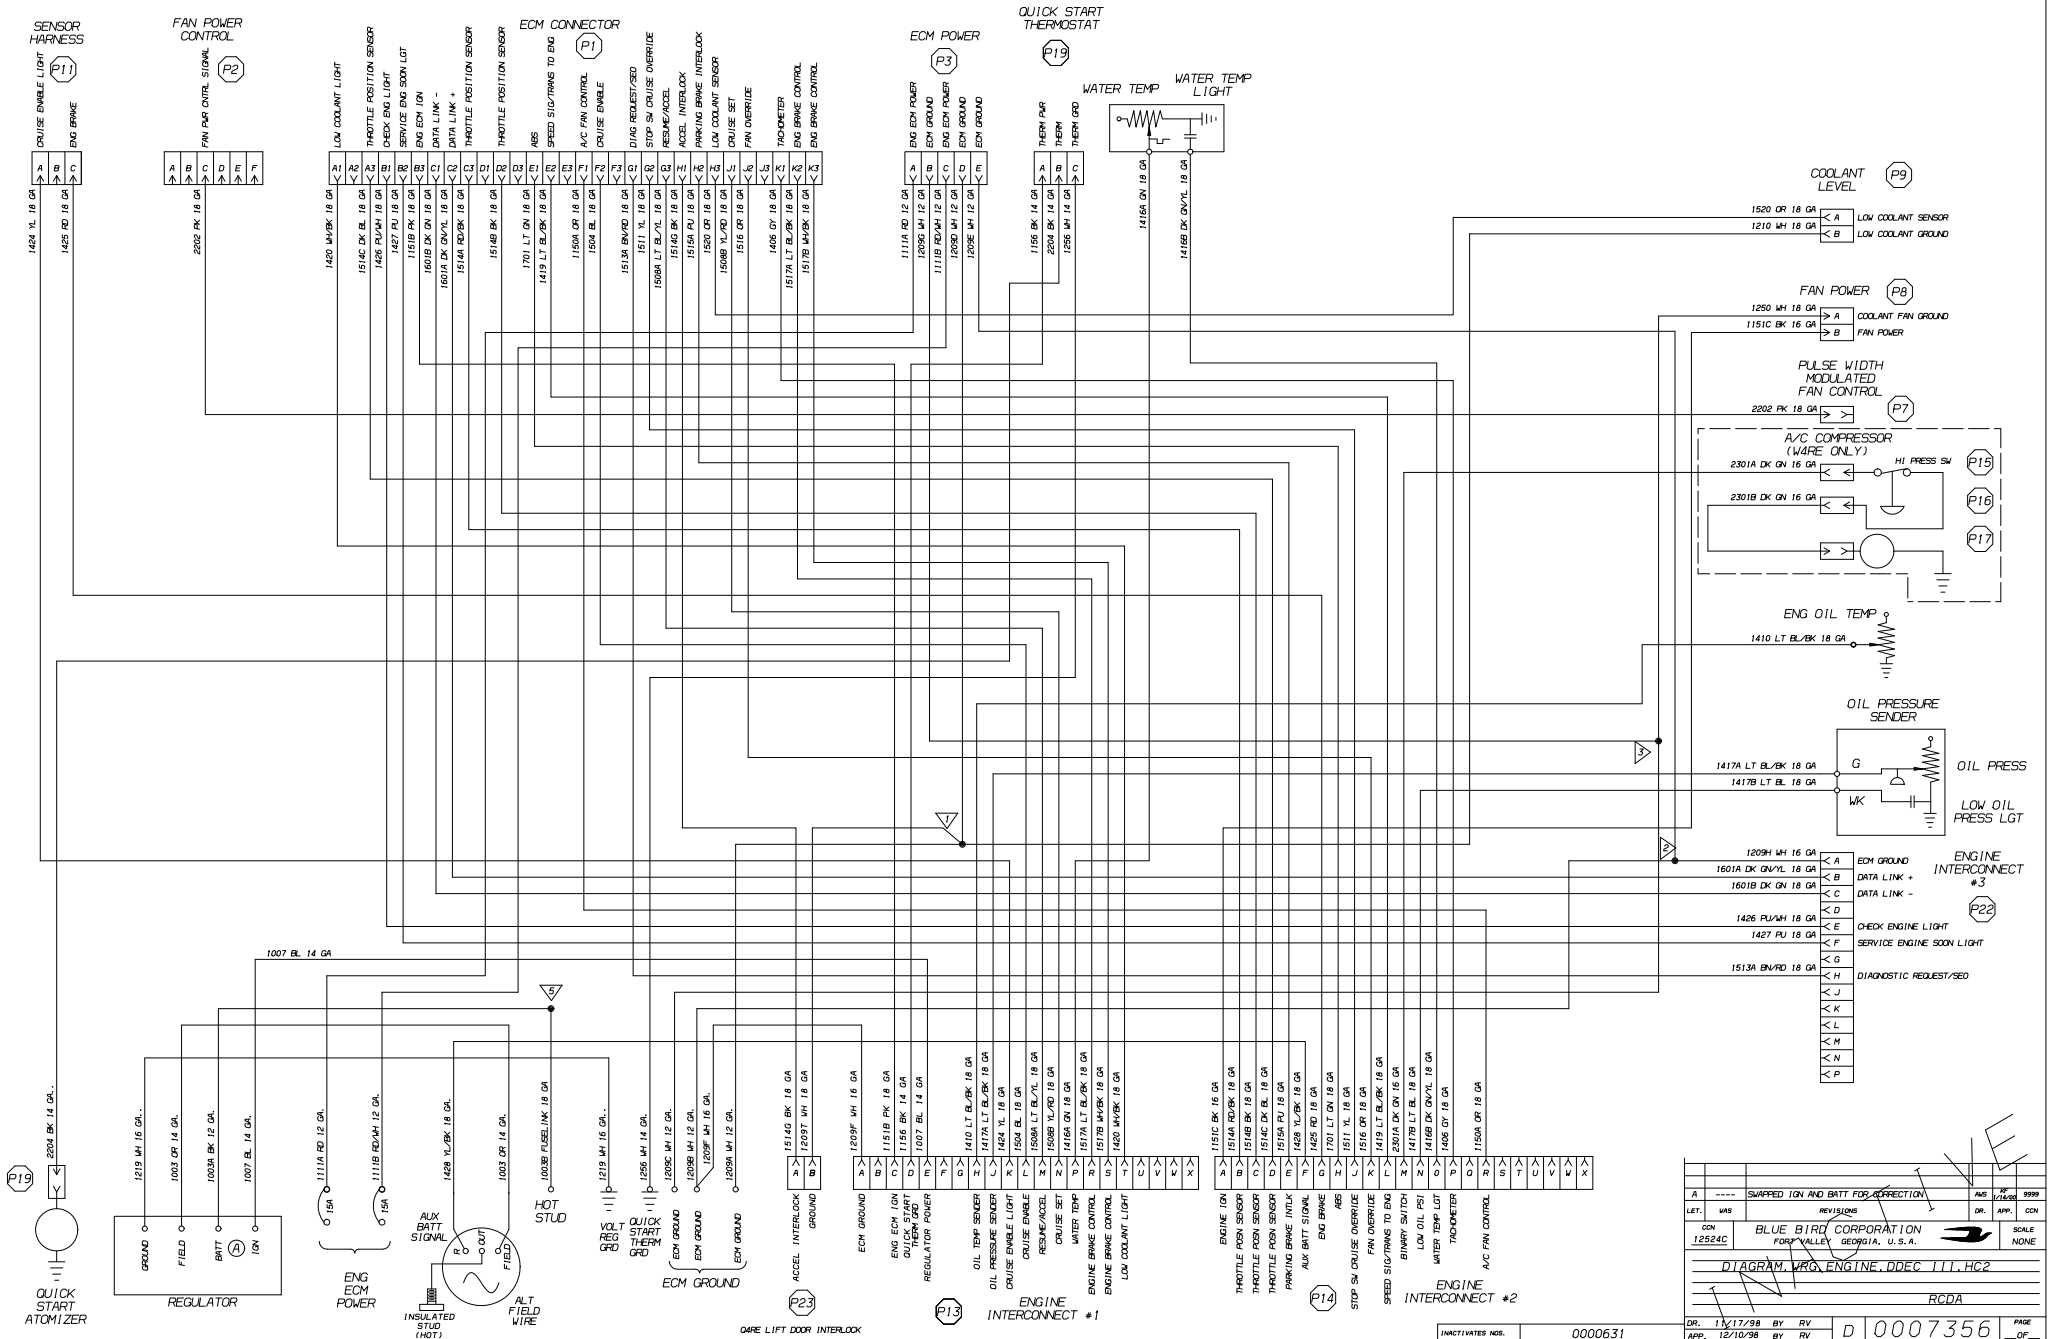 SENSOR
HARNESS
P11
CRUISE ENABLE LIGHT
ENG BRAKE
A
B
C
1424 YL 18 GA
1425 RD 18 GA
FAN POWER
CONTROL
P2
FAN PWR CNTRL SIGNAL
A
B
C
D
E
F
2202 PK 18 GA
ECM CONNECTOR
P1
LOW COOLANT LIGHT
THROTTLE POSITION SENSOR
CHECK ENG LIGHT
SERVICE ENG SOON LGT
ENG ECM IGN
DATA LINK -
DATA LINK +
THROTTLE POSITION SENSOR
THROTTLE POSITION SENSOR
ABS
SPEED SIG/TRANS TO ENG
A/C FAN CONTROL
CRUISE ENABLE
DIAG REQUEST/SEO
STOP SW CRUISE OVERRIDE
RESUME/ACCEL
ACCEL INTERLOCK
PARKING BRAKE INTERLOCK
LOW COOLANT SENSOR
CRUISE SET
FAN OVERRIDE
TACHOMETER
ENG BRAKE CONTROL
ENG BRAKE CONTROL
A1 A2 A3 B1 B2 B3 C1 C2 C3 D1 D2 D3 E1 E2 E3 F1 F2 F3 G1 G2 G3 H1 H2 H3 J1 J2 J3 K1 K2 K3
1420 WH/BK 18 GA
1514C DK BL 18 GA
1426 PU/WH 18 GA
1427 PU 18 GA
1151B PK 18 GA
1601B DK GN 18 GA
1601A DK GN/YL 18 GA
1514A RD/BK 18 GA
1514B BK 18 GA
1701 LT GN 18 GA
1419 LT BL/BK 18 GA
1150A OR 18 GA
1504 BL 18 GA
1513A BN/RD 18 GA
1511 YL 18 GA
1508A LT BL/YL 18 GA
1514G BK 18 GA
1515A PU 18 GA
1520 OR 18 GA
1508B YL/RD 18 GA
1516 OR 18 GA
1406 GY 18 GA
1517A LT BL/BK 18 GA
1517B WH/BK 18 GA
ECM POWER
P3
ENG ECM POWER
ECM GROUND
ENG ECM POWER
ECM GROUND
ECM GROUND
A
B
C
D
E
1111A RD 12 GA
1209G WH 12 GA
1111B RD/WH 12 GA
1209D WH 12 GA
1209E WH 12 GA
QUICK START
THERMOSTAT
P19
THERM PWR
THERM
THERM GRD
A
B
C
1156 BK 14 GA
2204 BK 14 GA
1256 WH 14 GA
WATER TEMP
WATER TEMP
LIGHT
1416A GN 18 GA
1416B DK GN/YL 18 GA
COOLANT
LEVEL
P9
1520 OR 18 GA
A LOW COOLANT SENSOR
1210 WH 18 GA
B LOW COOLANT GROUND
FAN POWER
P8
1250 WH 18 GA
A COOLANT FAN GROUND
1151C BK 16 GA
B FAN POWER
PULSE WIDTH
MODULATED
FAN CONTROL
P7
2202 PK 18 GA
A/C COMPRESSOR
(W4RE ONLY)
2301A DK GN 16 GA
HI PRESS SW
P15
2301B DK GN 16 GA
P16
P17
ENG OIL TEMP
1410 LT BL/BK 18 GA
OIL PRESSURE
SENDER
1417A LT BL/BK 18 GA
G
OIL PRESS
1417B LT BL 18 GA
WK
LOW OIL
PRESS LGT
3
1
2
5
1209H WH 16 GA
A ECM GROUND
1601A DK GN/YL 18 GA
B DATA LINK +
1601B DK GN 18 GA
C DATA LINK -
D
1426 PU/WH 18 GA
E CHECK ENGINE LIGHT
1427 PU 18 GA
F SERVICE ENGINE SOON LIGHT
G
1513A BN/RD 18 GA
H DIAGNOSTIC REQUEST/SEO
J
K
L
M
N
P
ENGINE
INTERCONNECT
#3
P22
1007 BL 14 GA
2204 BK 14 GA..
P19
QUICK
START
ATOMIZER
1219 WH 16 GA..
1003 OR 14 GA.
1003A BK 12 GA.
1007 BL 14 GA.
GROUND
FIELD
BATT
A
IGN
REGULATOR
1111A RD 12 GA.
1111B RD/WH 12 GA.
15A
15A
ENG
ECM
POWER
1428 YL/BK 18 GA.
1003 OR 14 GA.
AUX
BATT
SIGNAL
R
OUT
FIELD
INSULATED
STUD
(HOT)
ALT
FIELD
WIRE
1003B FUSELINK 18 GA
HOT
STUD
1219 WH 16 GA..
VOLT
REG
GRD
1256 WH 14 GA.
QUICK
START
THERM
GRD
1209C WH 12 GA.
1209B WH 12 GA.
1209F WH 16 GA.
1209A WH 12 GA.
ECM GROUND
ECM GROUND
ECM GROUND
ECM GROUND
1514G BK 18 GA
1209T WH 18 GA
A
B
ACCEL INTERLOCK
GROUND
P23
Q4RE LIFT DOOR INTERLOCK
1209F WH 16 GA
1151B PK 18 GA
1156 BK 14 GA
1007 BL 14 GA
1410 LT BL/BK 18 GA
1417A LT BL/BK 18 GA
1424 YL 18 GA
1504 BL 18 GA
1508A LT BL/YL 18 GA
1508B YL/RD 18 GA
1416A GN 18 GA
1517A LT BL/BK 18 GA
1517B WH/BK 18 GA
1420 WH/BK 18 GA
A B C D E F G H J K L M N P R S T U V W X
ECM GROUND
ENG ECM IGN
QUICK START
THERM GRD
REGULATOR POWER
OIL TEMP SENDER
OIL PRESSURE SENDER
CRUISE ENABLE LIGHT
CRUISE ENABLE
RESUME/ACCEL
CRUISE SET
WATER TEMP
ENGINE BRAKE CONTROL
ENGINE BRAKE CONTROL
LOW COOLANT LIGHT
P13
ENGINE
INTERCONNECT #1
1151C BK 16 GA
1514A RD/BK 18 GA
1514B BK 18 GA
1514C DK BL 18 GA
1515A PU 18 GA
1428 YL/BK 18 GA
1425 RD 18 GA
1701 LT GN 18 GA
1511 YL 18 GA
1516 OR 18 GA
1419 LT BL/BK 18 GA
2301A DK GN 16 GA
1417B LT BL 18 GA
1416B DK GN/YL 18 GA
1406 GY 18 GA
1150A OR 18 GA
A B C D E F G H J K L M N O P Q R S T U V W X
ENGINE IGN
THROTTLE POSN SENSOR
THROTTLE POSN SENSOR
THROTTLE POSN SENSOR
PARKING BRAKE INTLK
AUX BATT SIGNAL
ENG BRAKE
ABS
STOP SW CRUISE OVERRIDE
FAN OVERRIDE
SPEED SIG/TRANS TO ENG
BINARY SWITCH
LOW OIL PSI
WATER TEMP LGT
TACHOMETER
A/C FAN CONTROL
P14
ENGINE
INTERCONNECT #2
A ---- SWAPPED IGN AND BATT FOR CORRECTION AWS 1/14/00 9999
LET. WAS REVISIONS DR. APP. CCN
CCN
12524C
BLUE BIRD CORPORATION
FORT VALLEY GEORGIA, U.S.A.
SCALE
NONE
DIAGRAM, WRG, ENGINE, DDEC III, HC2
RCDA
DR. 11/17/98 BY RV
APP. 12/10/98 BY RV
D 0007356
PAGE
OF
INACTIVATES NOS. 0000631
INACTIVE